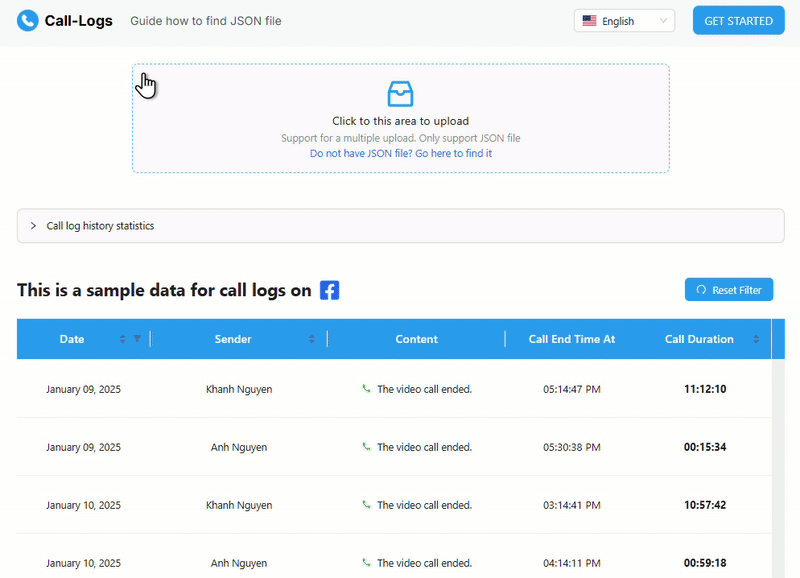 Call-Logs Guide how to find JSON file English GET STARTED
Click to this area to upload
Support for a multiple upload. Only support JSON file
Do not have JSON file? Go here to find it
Call log history statistics
This is a sample data for call logs on Reset Filter
Date Sender Content Call End Time At Call Duration
January 09, 2025 Khanh Nguyen The video call ended. 05:14:47 PM 11:12:10
January 09, 2025 Anh Nguyen The video call ended. 05:30:38 PM 00:15:34
January 10, 2025 Khanh Nguyen The video call ended. 03:14:41 PM 10:57:42
January 10, 2025 Anh Nguyen The video call ended. 04:14:11 PM 00:59:18